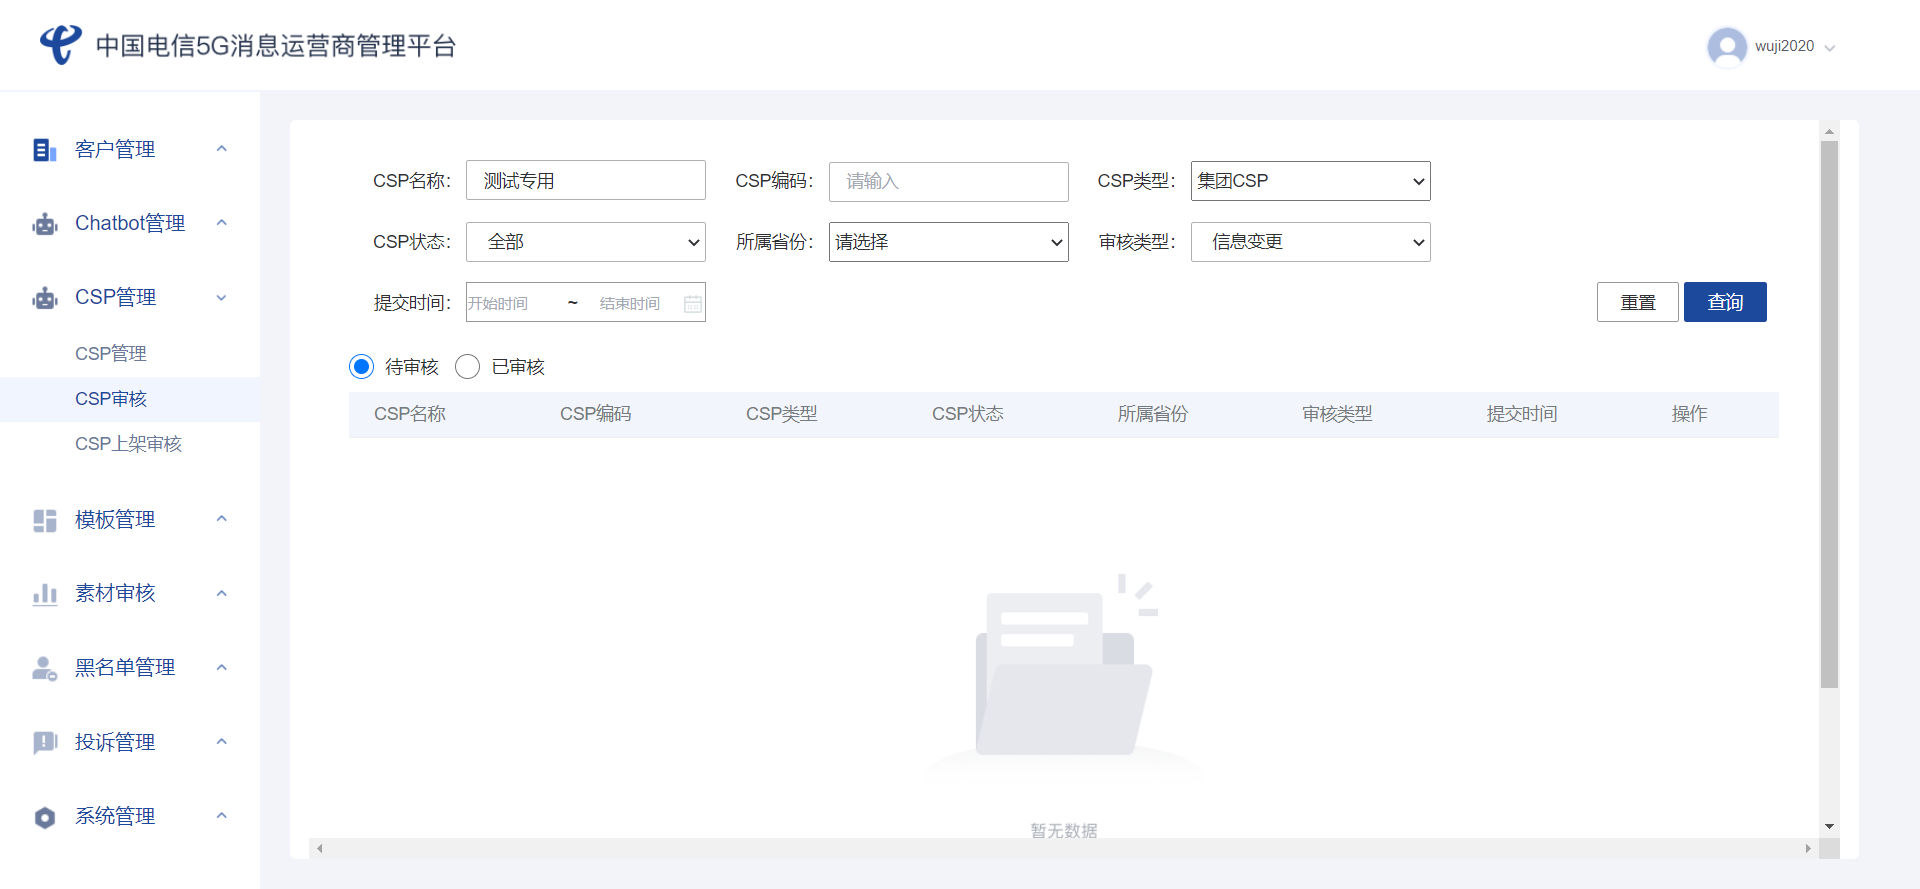 中国电信5G消息运营商管理平台
wuji2020
客户管理
Chatbot管理
CSP管理
CSP管理
CSP审核
CSP上架审核
模板管理
素材审核
黑名单管理
投诉管理
系统管理
CSP名称： 测试专用 CSP编码： 请输入 CSP类型： 集团CSP
CSP状态： 全部 所属省份： 请选择 审核类型： 信息变更
提交时间： 开始时间 ~ 结束时间 重置 查询
待审核 已审核
CSP名称 CSP编码 CSP类型 CSP状态 所属省份 审核类型 提交时间 操作
暂无数据